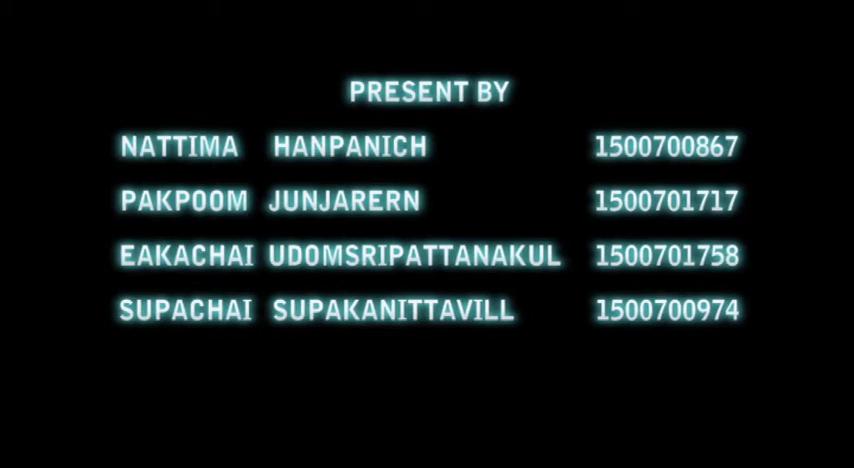 PRESENT BY
NATTIMA HANPANICH 1500700867
PAKPOOM JUNJARERN 1500701717
EAKACHAI UDOMSRIPATTANAKUL 1500701758
SUPACHAI SUPAKANITTAVILL 1500700974